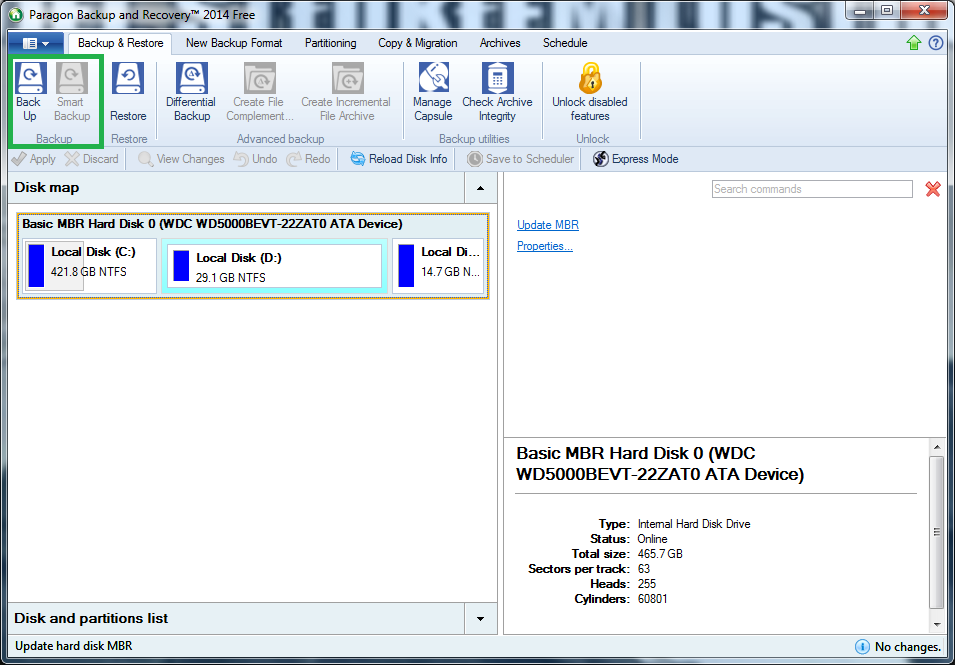 Paragon Backup and Recovery™ 2014 Free
Backup & Restore New Backup Format Partitioning Copy & Migration Archives Schedule
Back Up
Smart Backup
Backup
Restore
Restore
Differential Backup
Create File Complement...
Create Incremental File Archive
Advanced backup
Manage Capsule
Check Archive Integrity
Backup utilities
Unlock disabled features
Unlock
Apply Discard View Changes Undo Redo Reload Disk Info Save to Scheduler Express Mode
Disk map
Search commands
Basic MBR Hard Disk 0 (WDC WD5000BEVT-22ZAT0 ATA Device)
Local Disk (C:)
421.8 GB NTFS
Local Disk (D:)
29.1 GB NTFS
Local Di...
14.7 GB N...
Update MBR
Properties...
Basic MBR Hard Disk 0 (WDC
WD5000BEVT-22ZAT0 ATA Device)
Type: Internal Hard Disk Drive
Status: Online
Total size: 465.7 GB
Sectors per track: 63
Heads: 255
Cylinders: 60801
Disk and partitions list
Update hard disk MBR
No changes.